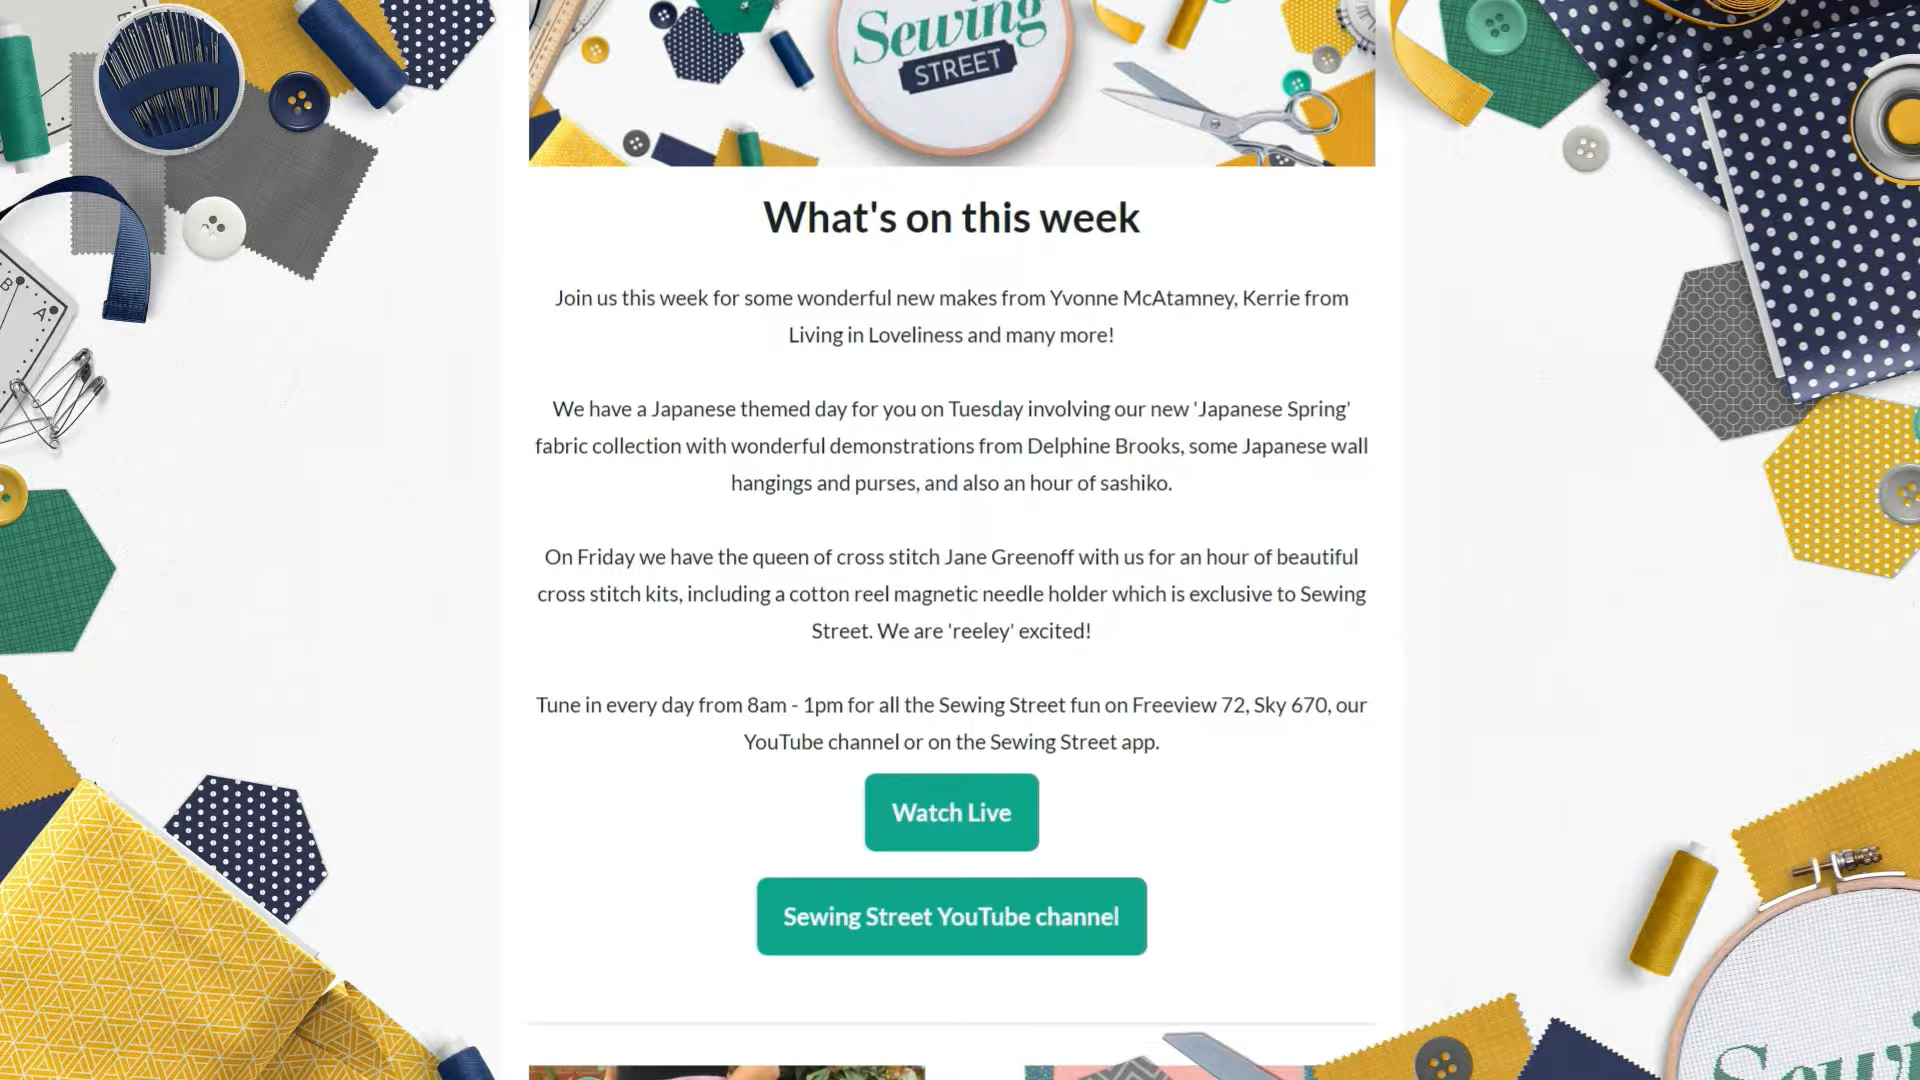 Sewing
STREET
What's on this week
Join us this week for some wonderful new makes from Yvonne McAtamney, Kerrie from
Living in Loveliness and many more!
We have a Japanese themed day for you on Tuesday involving our new 'Japanese Spring'
fabric collection with wonderful demonstrations from Delphine Brooks, some Japanese wall
hangings and purses, and also an hour of sashiko.
On Friday we have the queen of cross stitch Jane Greenoff with us for an hour of beautiful
cross stitch kits, including a cotton reel magnetic needle holder which is exclusive to Sewing
Street. We are 'reeley' excited!
Tune in every day from 8am - 1pm for all the Sewing Street fun on Freeview 72, Sky 670, our
YouTube channel or on the Sewing Street app.
Watch Live
Sewing Street YouTube channel
B
A